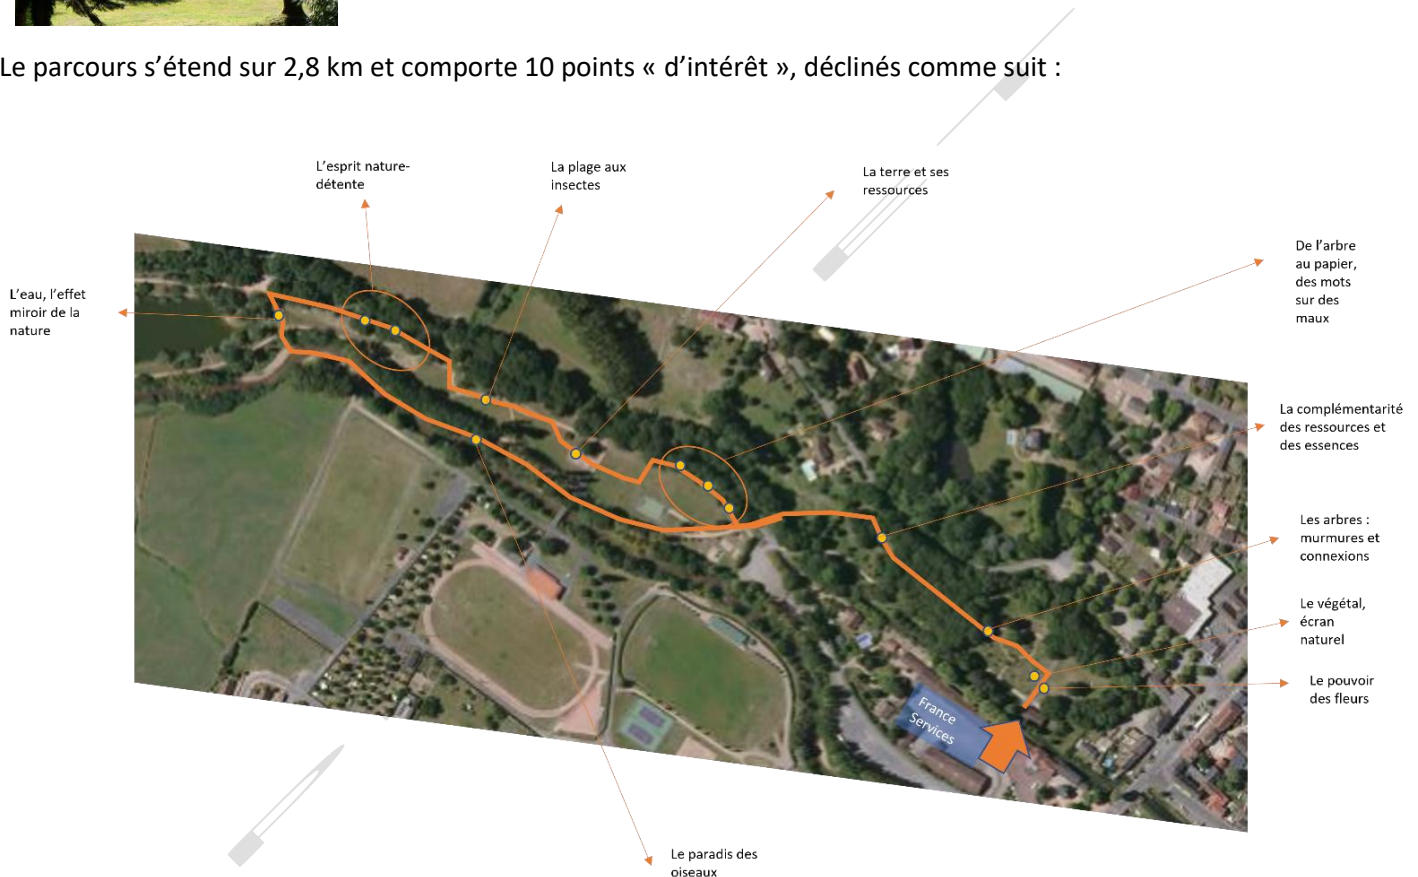 Le parcours s’étend sur 2,8 km et comporte 10 points « d’intérêt », déclinés comme suit :
L’esprit nature-
détente
La plage aux
insectes
La terre et ses
ressources
De l’arbre
au papier,
des mots
sur des
maux
L’eau, l’effet
miroir de la
nature
La complémentarité
des ressources et
des essences
Les arbres :
murmures et
connexions
Le végétal,
écran
naturel
Le pouvoir
des fleurs
France
Services
Le paradis des
oiseaux